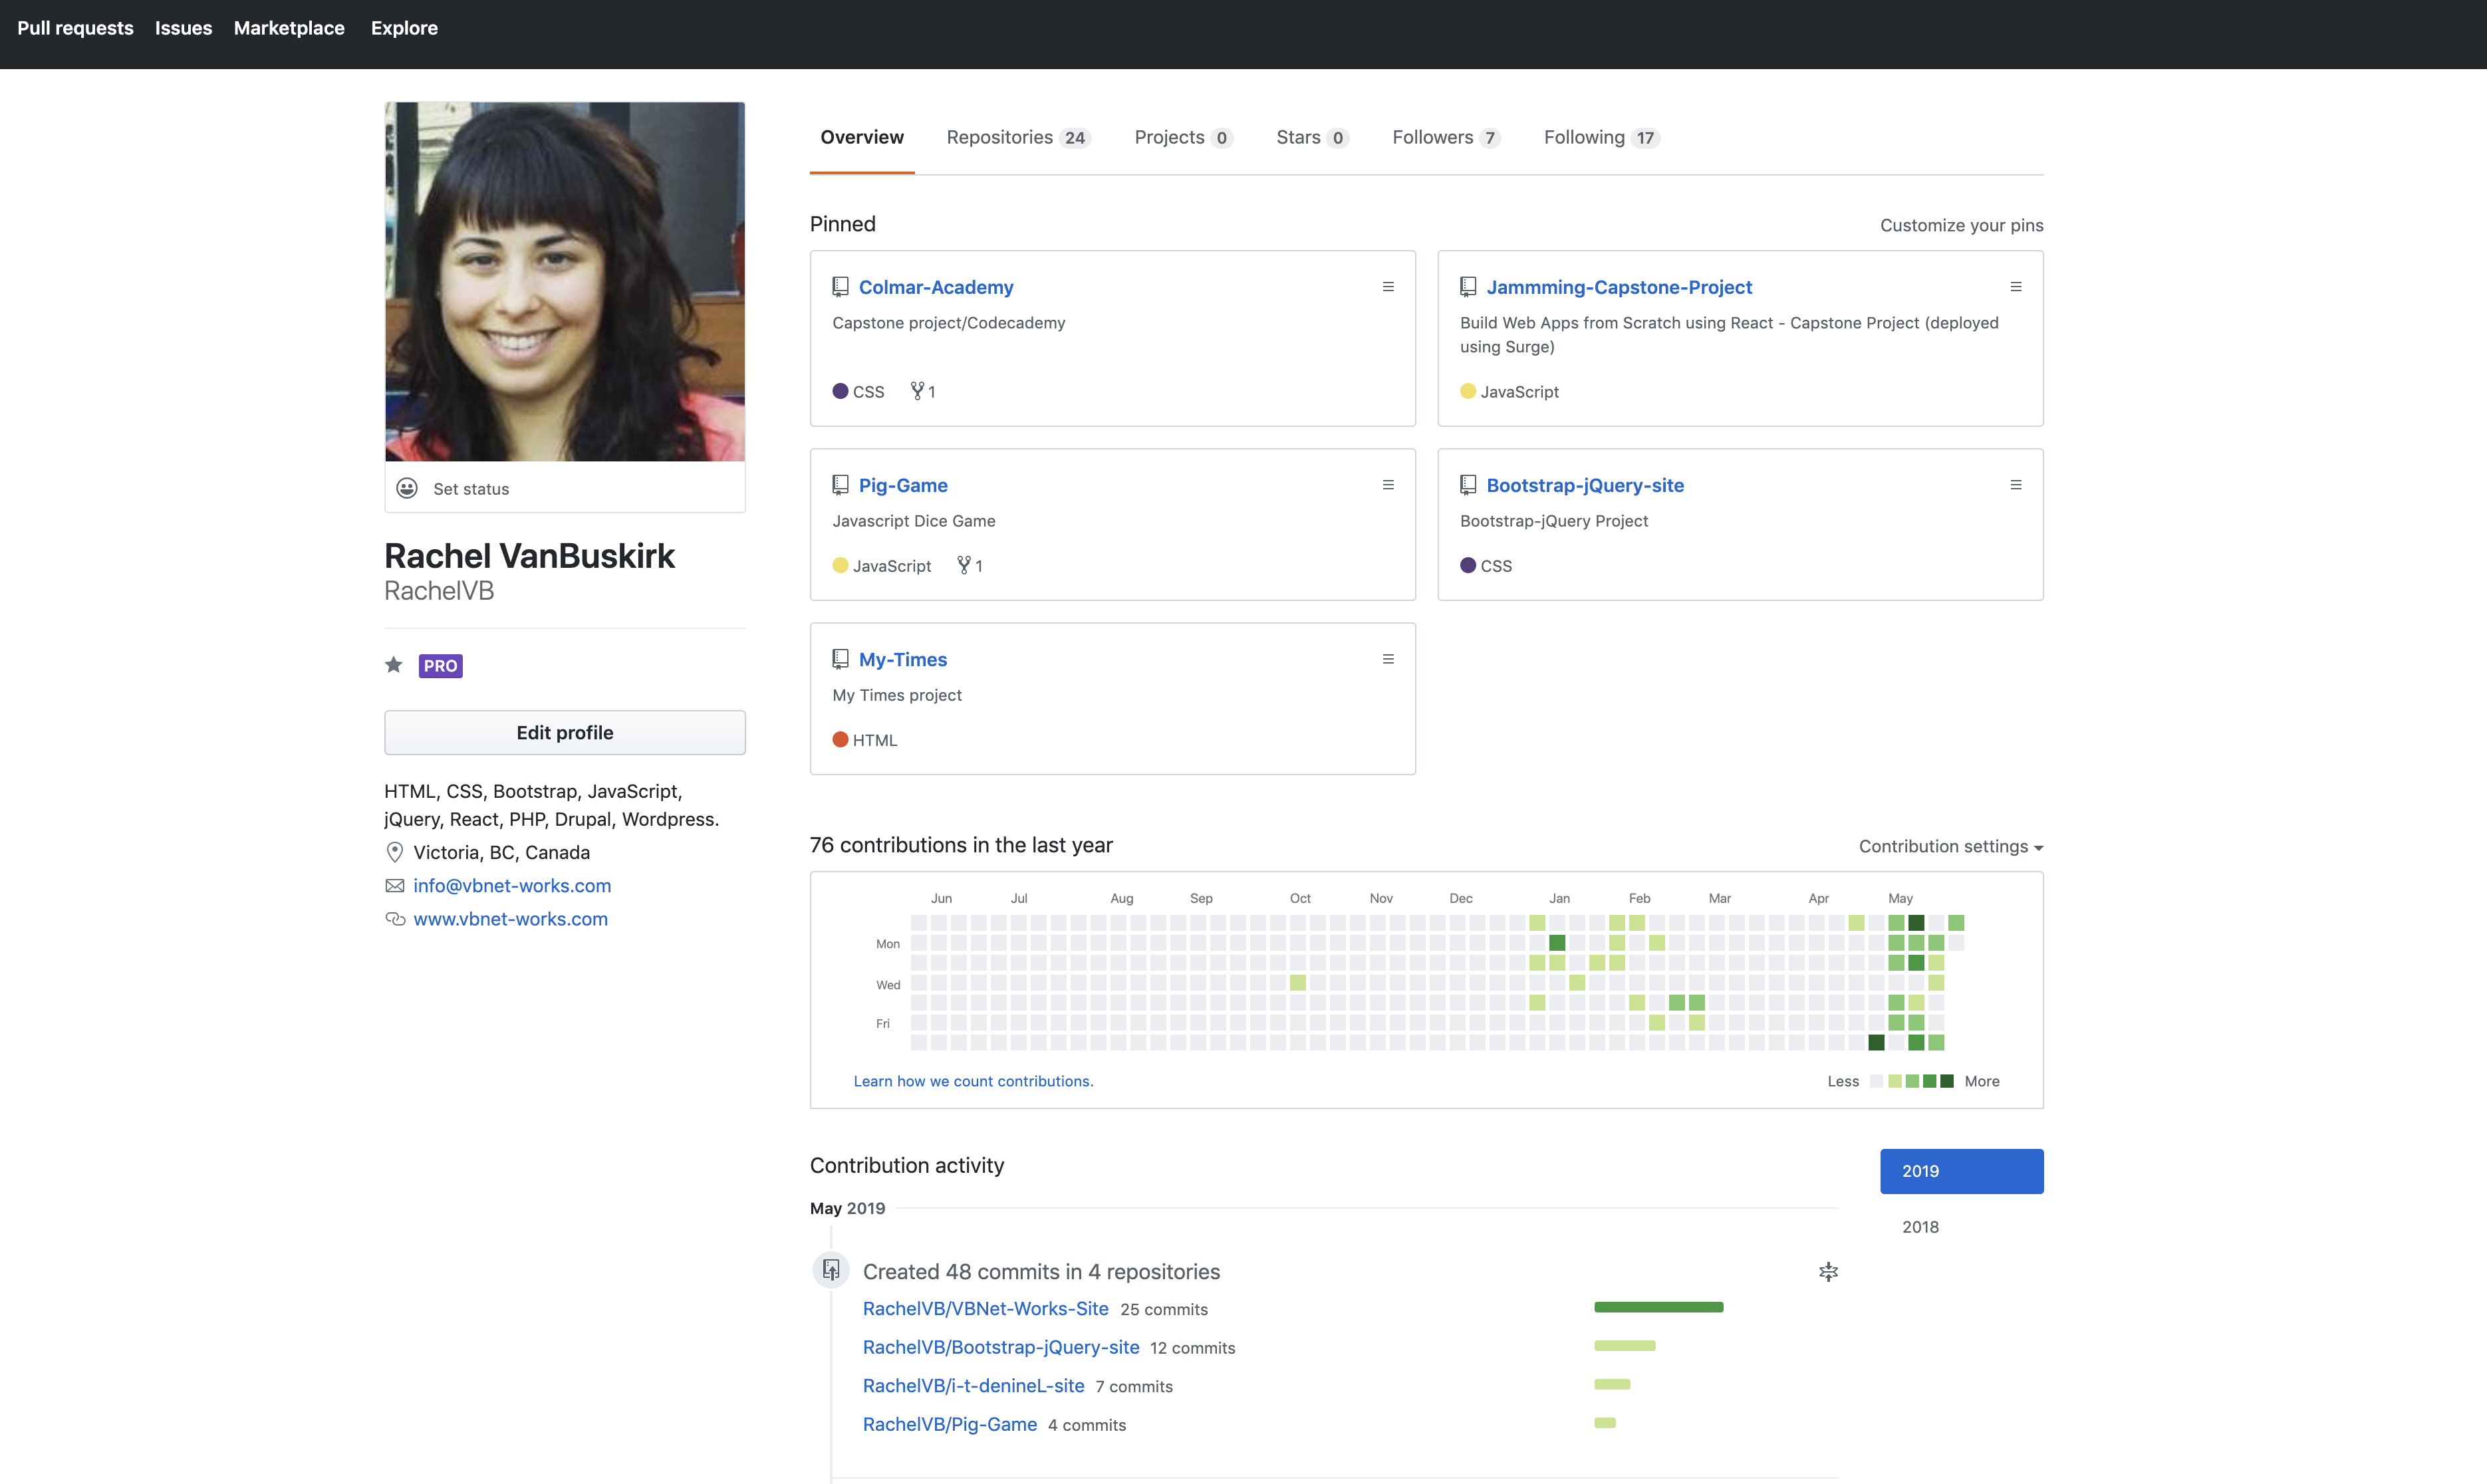 Pull requests Issues Marketplace Explore
Overview Repositories 24 Projects 0 Stars 0 Followers 7 Following 17
Set status
Rachel VanBuskirk
RachelVB
PRO
Edit profile
HTML, CSS, Bootstrap, JavaScript,
jQuery, React, PHP, Drupal, Wordpress.
Victoria, BC, Canada
info@vbnet-works.com
www.vbnet-works.com
Pinned
Customize your pins
Colmar-Academy
Capstone project/Codecademy
CSS 1
Jammming-Capstone-Project
Build Web Apps from Scratch using React - Capstone Project (deployed
using Surge)
JavaScript
Pig-Game
Javascript Dice Game
JavaScript 1
Bootstrap-jQuery-site
Bootstrap-jQuery Project
CSS
My-Times
My Times project
HTML
76 contributions in the last year
Contribution settings
Jun Jul Aug Sep Oct Nov Dec Jan Feb Mar Apr May
Mon
Wed
Fri
Learn how we count contributions.
Less More
Contribution activity
2019
2018
May 2019
Created 48 commits in 4 repositories
RachelVB/VBNet-Works-Site 25 commits
RachelVB/Bootstrap-jQuery-site 12 commits
RachelVB/i-t-denineL-site 7 commits
RachelVB/Pig-Game 4 commits